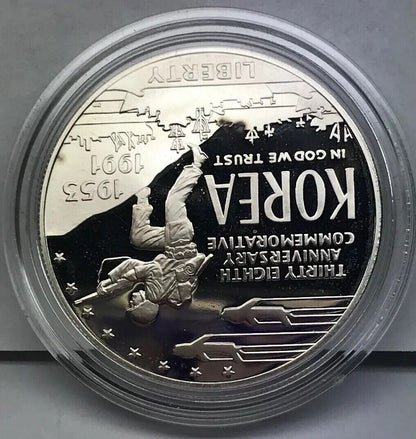 THIRTY EIGHTH
ANNIVERSARY
COMMEMORATIVE
KOREA
IN GOD WE TRUST
1953
1991
LIBERTY